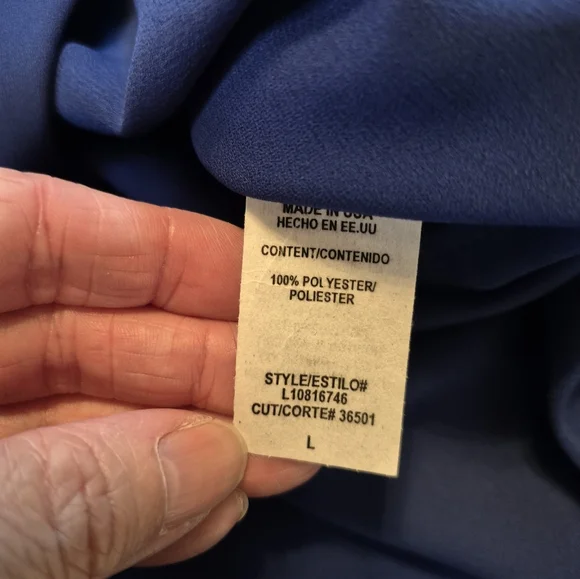 MADE IN USA
HECHO EN EE.UU
CONTENT/CONTENIDO
100% POLYESTER/
POLIESTER
STYLE/ESTILO#
L10816746
CUT/CORTE# 36501
L